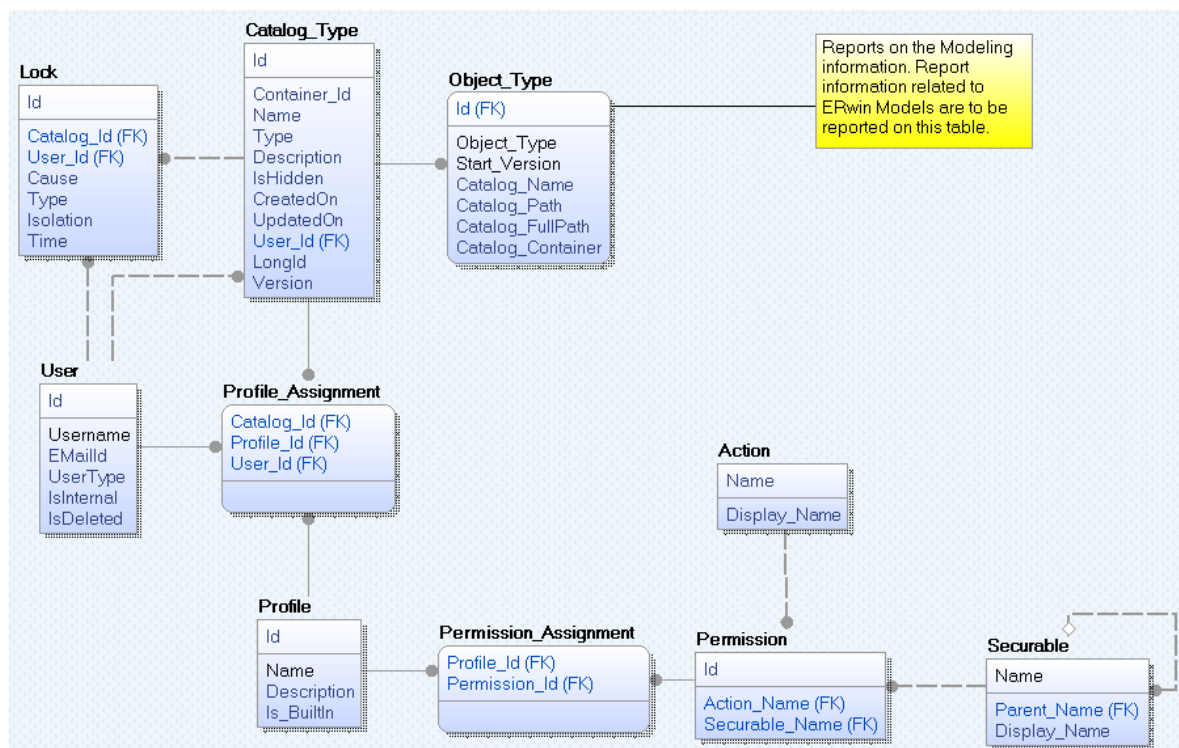 Catalog_Type
Id
Container_Id
Name
Type
Description
IsHidden
CreatedOn
UpdatedOn
User_Id (FK)
LongId
Version
Lock
Id
Catalog_Id (FK)
User_Id (FK)
Cause
Type
Isolation
Time
Object_Type
Id (FK)
Object_Type
Start_Version
Catalog_Name
Catalog_Path
Catalog_FullPath
Catalog_Container
Reports on the Modeling
information. Report
information related to
ERwin Models are to be
reported on this table.
User
Id
Username
EMailId
UserType
IsInternal
IsDeleted
Profile_Assignment
Catalog_Id (FK)
Profile_Id (FK)
User_Id (FK)
Action
Name
Display_Name
Profile
Id
Name
Description
Is_BuiltIn
Permission_Assignment
Profile_Id (FK)
Permission_Id (FK)
Permission
Id
Action_Name (FK)
Securable_Name (FK)
Securable
Name
Parent_Name (FK)
Display_Name